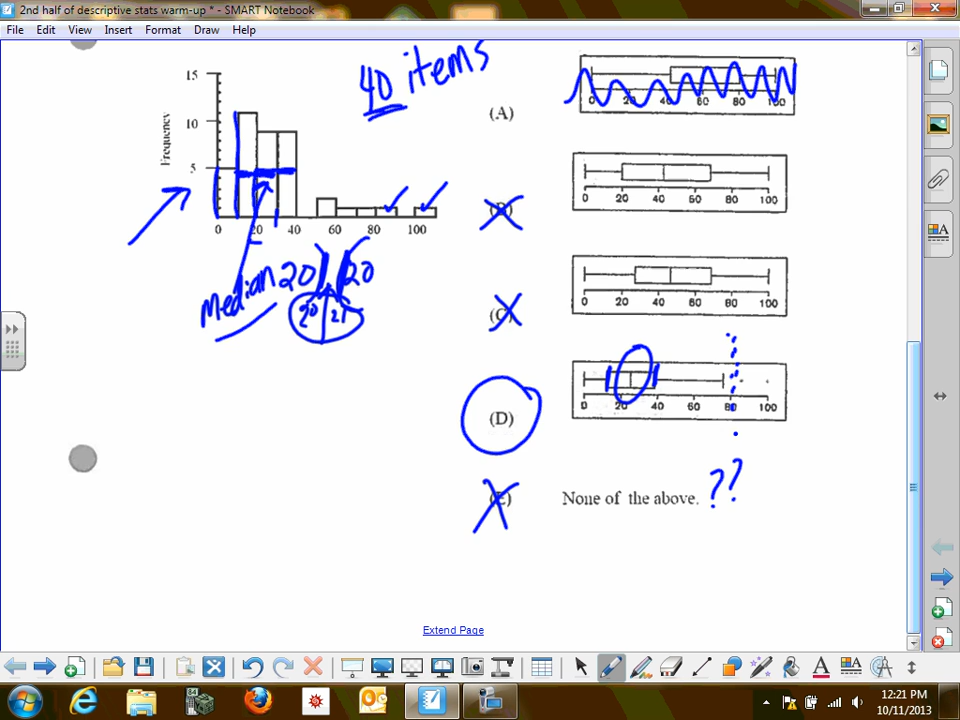 2nd half of descriptive stats warm-up * - SMART Notebook
File Edit View Insert Format Draw Help
40 items
15
10
5
Frequency
0 20 40 60 80 100
Median 20 20
20 21
(A)
0 20 60 80 100
0 20 40 60 80 100
0 20 40 60 80 100
(D)
0 20 40 60 80 100
(E) None of the above. ??
Extend Page
12:21 PM
10/11/2013